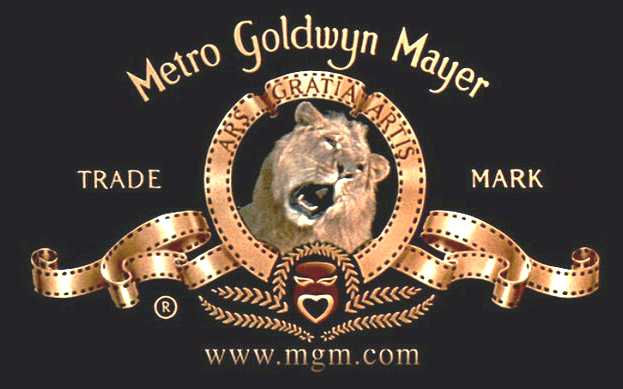 Metro Goldwyn Mayer
ARS GRATIA ARTIS
TRADE MARK
®
www.mgm.com